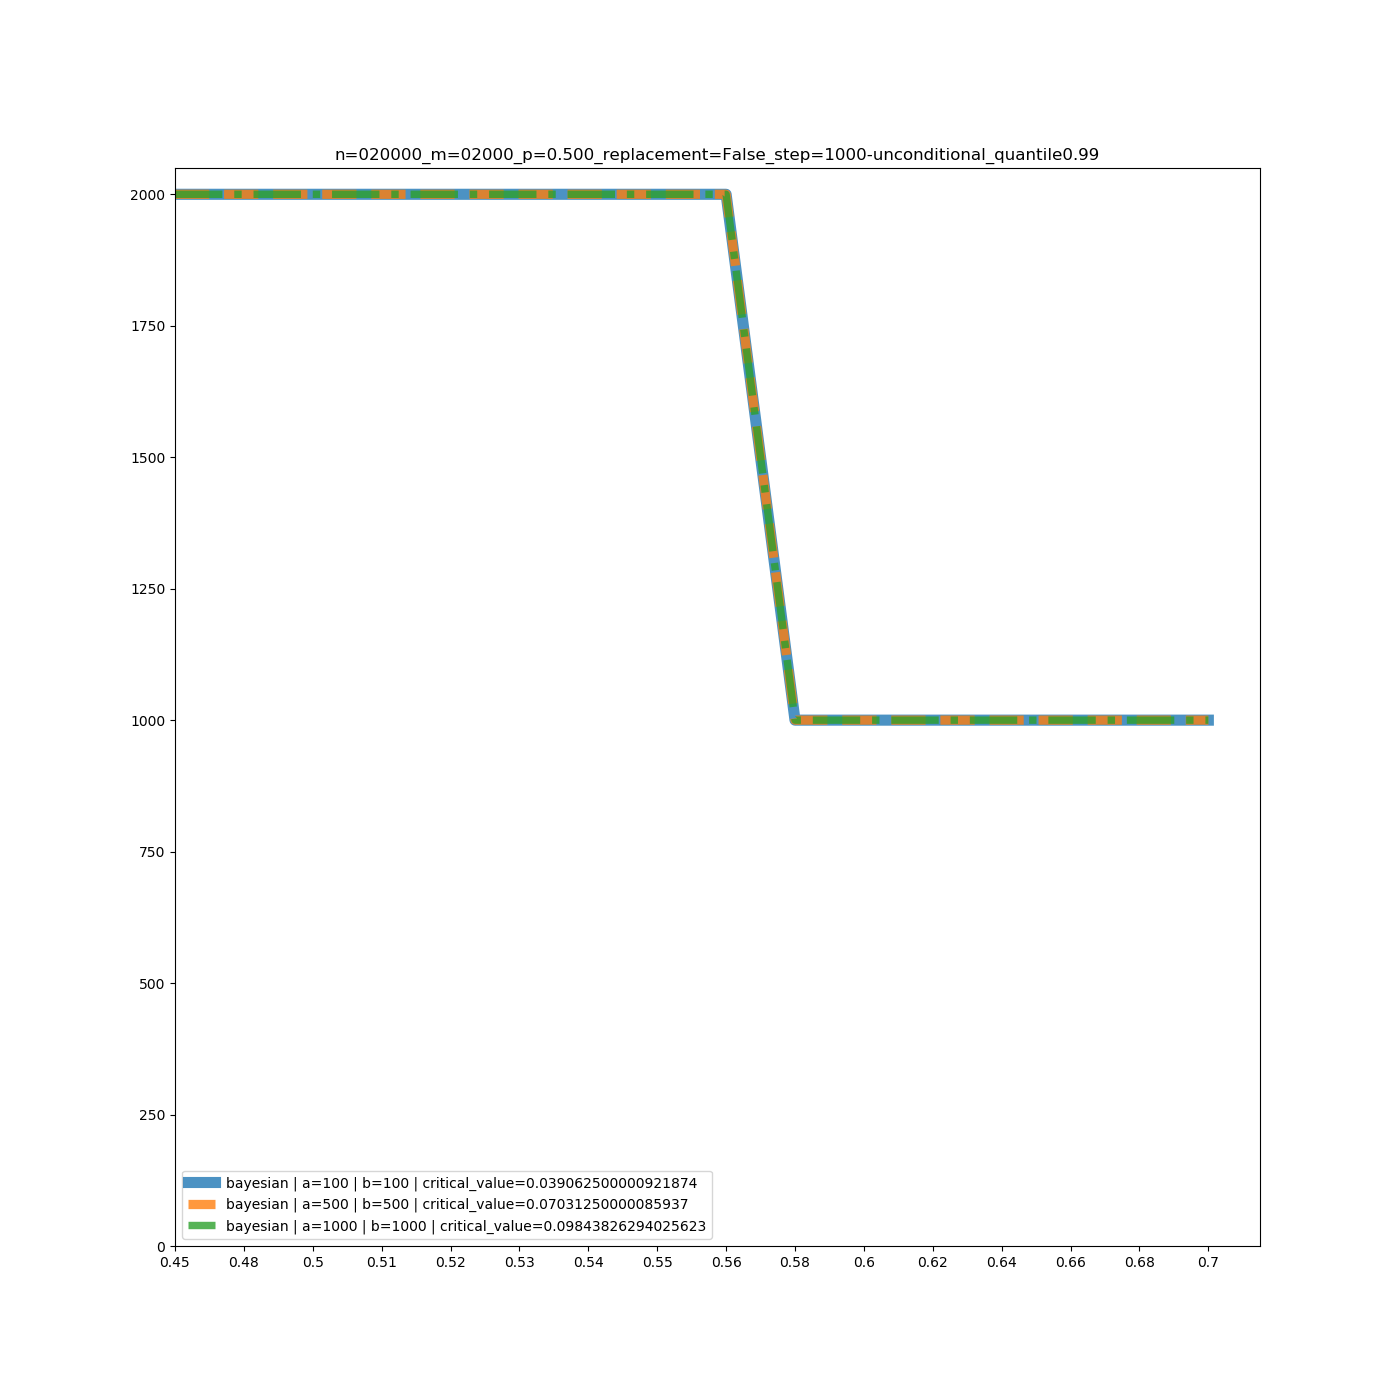 n=020000_m=02000_p=0.500_replacement=False_step=1000-unconditional_quantile0.99
2000
1750
1500
1250
1000
750
500
250
0
bayesian | a=100 | b=100 | critical_value=0.039062500000921874
bayesian | a=500 | b=500 | critical_value=0.07031250000085937
bayesian | a=1000 | b=1000 | critical_value=0.09843826294025623
0.45 0.48 0.5 0.51 0.52 0.53 0.54 0.55 0.56 0.58 0.6 0.62 0.64 0.66 0.68 0.7